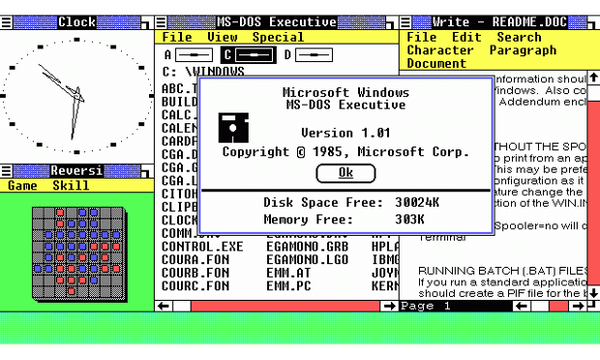 Clock
Reversi
Game Skill
MS-DOS Executive
File View Special
A C D
C: \WINDOWS
ABC.T
BUILD
CALC.
CALEN
CARDF
CGA.D
CGA.G
CGA.L
CITOH
CLIPB
CLOCK
COMM.
CONTROL.EXE EGAMONO.GRB HPLA
COURA.FON EGAMONO.LGO IBMG
COURB.FON EMM.AT JOYM
COURC.FON EMM.PC KERN
Microsoft Windows
MS-DOS Executive
Version 1.01
Copyright © 1985, Microsoft Corp.
Ok
Disk Space Free: 30024K
Memory Free: 303K
Write - README.DOC
File Edit Search
Character Paragraph
Document
nformation shoul
indows. Also co
Addendum encl
THOUT THE SPO
o print from an ap
This may be prefe
onfiguration as it
ature change the
ction of the WIN.IN
Spooler=no will c
Terminal
RUNNING BATCH (.BAT) FILES
If you run a standard application
should create a PIF file for the b
Page 1